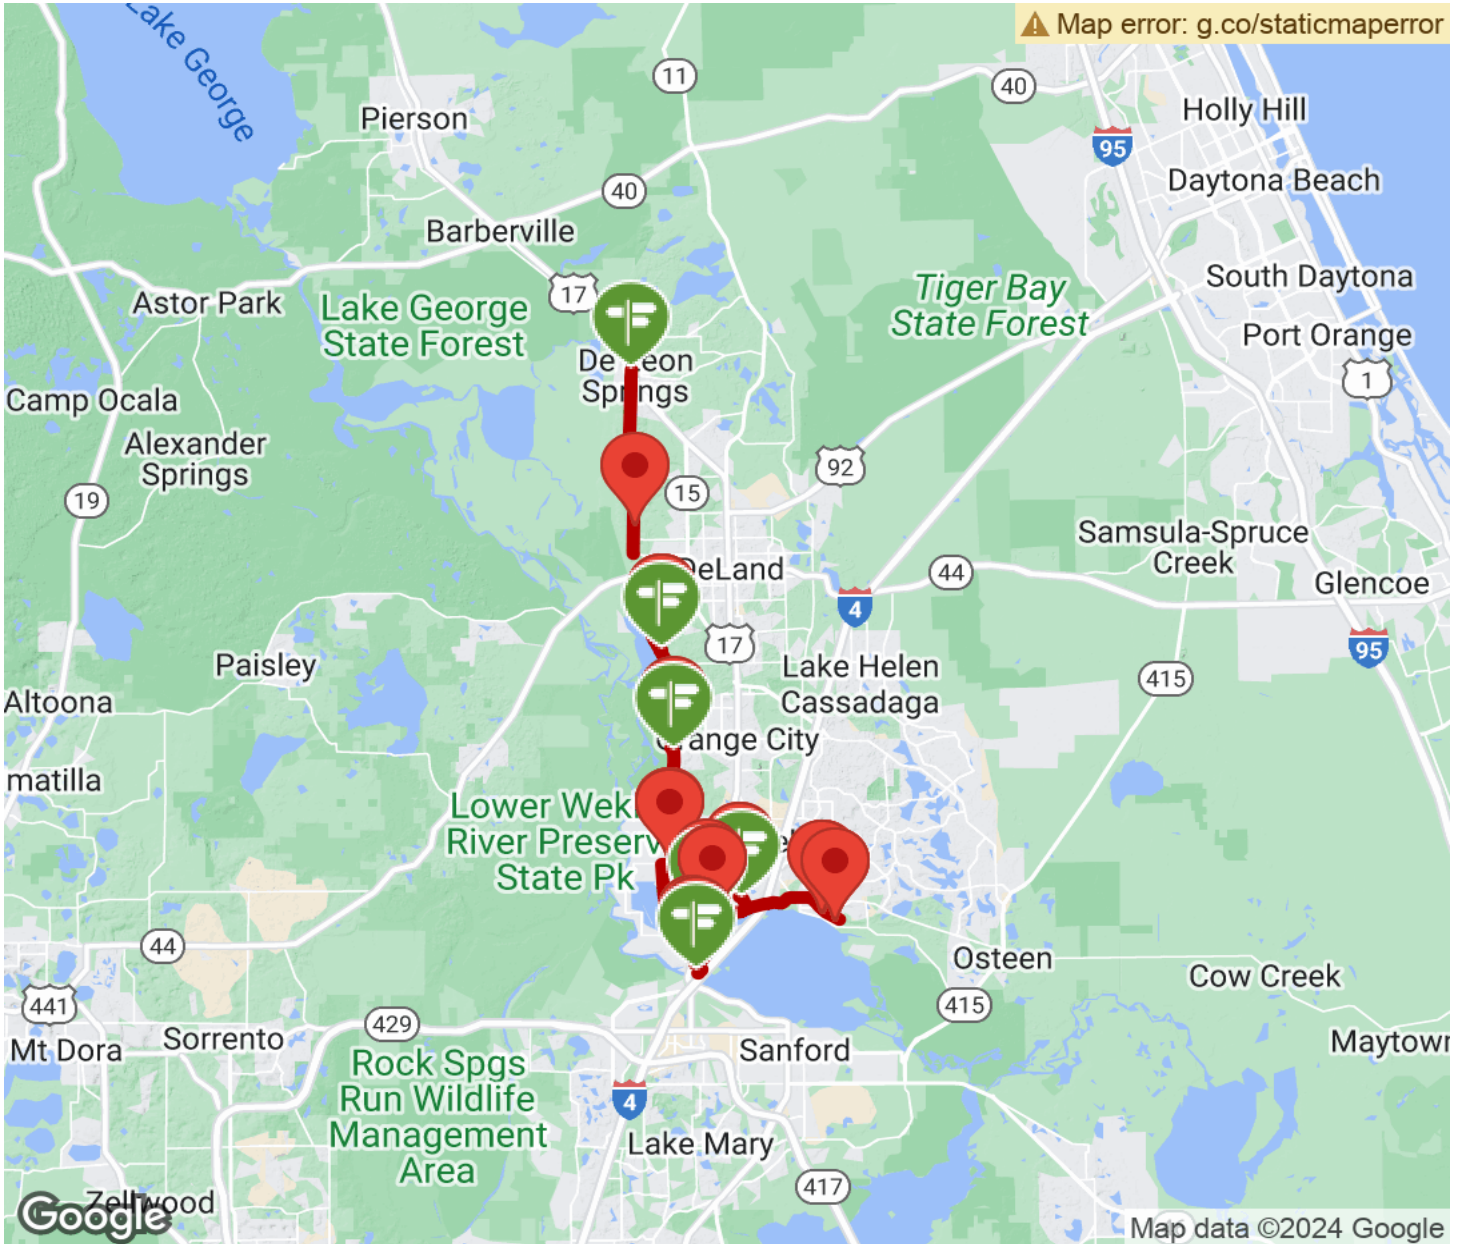 Map error: g.co/staticmaperror
Lake George
11
40
Holly Hill
Pierson
95
Daytona Beach
40
Barberville
17
South Daytona
Astor Park
Lake George
State Forest
Tiger Bay
State Forest
Port Orange
Springs
1
Camp Ocala
Alexander
Springs
92
15
19
Samsula-Spruce
Creek
DeLand
44
Glencoe
4
17
95
Paisley
Lake Helen
415
Altoona
Cassadaga
Orange City
matilla
Lower Wek
River Preserv
State Pk
44
Osteen
Cow Creek
441
415
429
Sorrento
Mt Dora
Sanford
Maytowr
Rock Spgs
Run Wildlife
Management
Area
4
Lake Mary
417
Zellwood
Google
Map data ©2024 Google